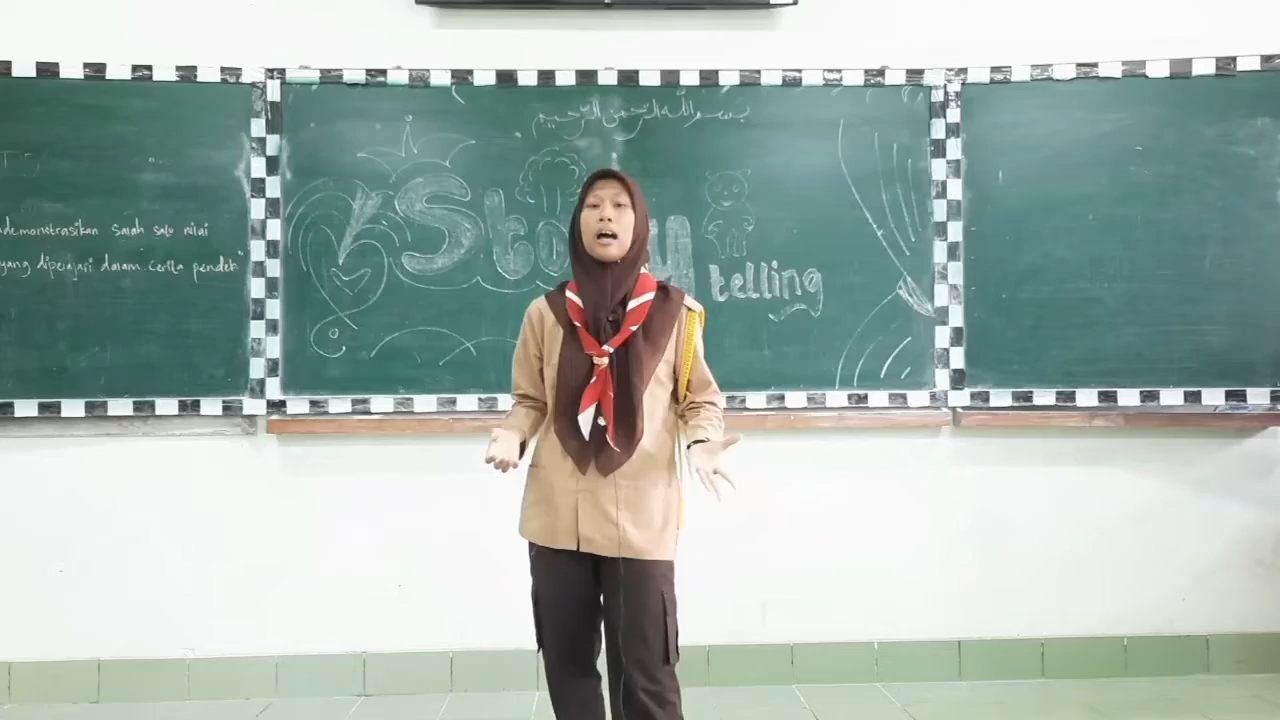 demonstrasikan salah satu nilai
yang dipelajari dalam cerita pendek"
بسم الله الرحمن الرحيم
Story
telling